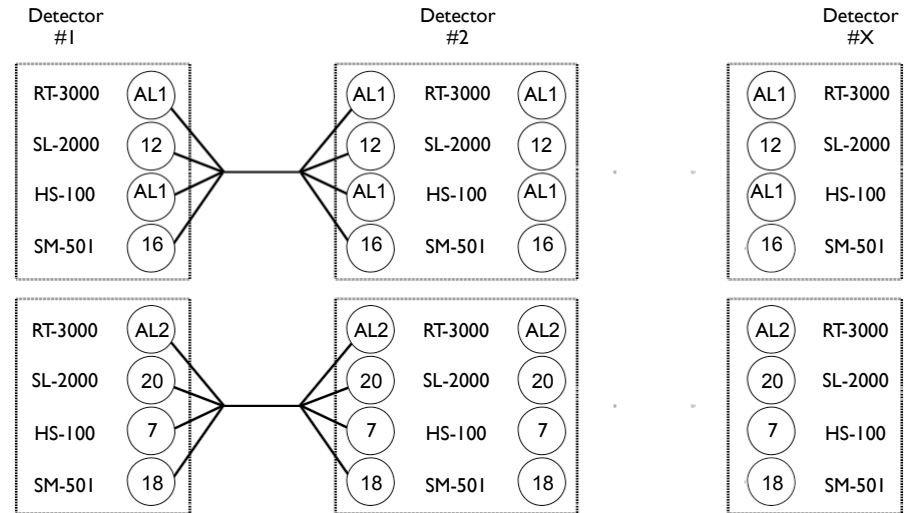 Detector Detector Detector
#1 #2 #X
RT-3000 AL1 AL1 RT-3000 AL1 AL1 RT-3000
SL-2000 12 12 SL-2000 12 12 SL-2000
HS-100 AL1 AL1 HS-100 AL1 AL1 HS-100
SM-501 16 16 SM-501 16 16 SM-501
RT-3000 AL2 AL2 RT-3000 AL2 AL2 RT-3000
SL-2000 20 20 SL-2000 20 20 SL-2000
HS-100 7 7 HS-100 7 7 HS-100
SM-501 18 18 SM-501 18 18 SM-501